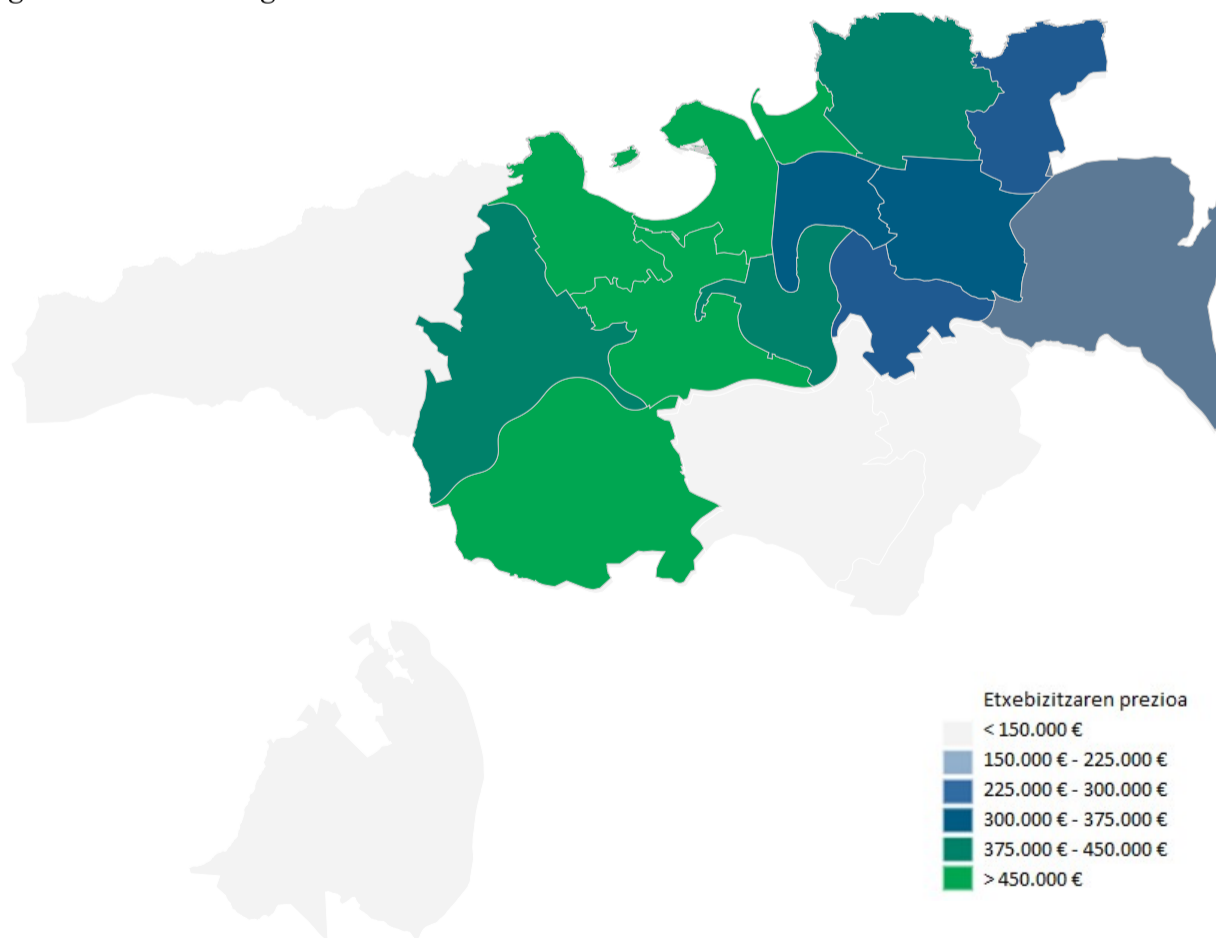 Etxebizitzaren prezioa
< 150.000 €
150.000 € - 225.000 €
225.000 € - 300.000 €
300.000 € - 375.000 €
375.000 € - 450.000 €
> 450.000 €